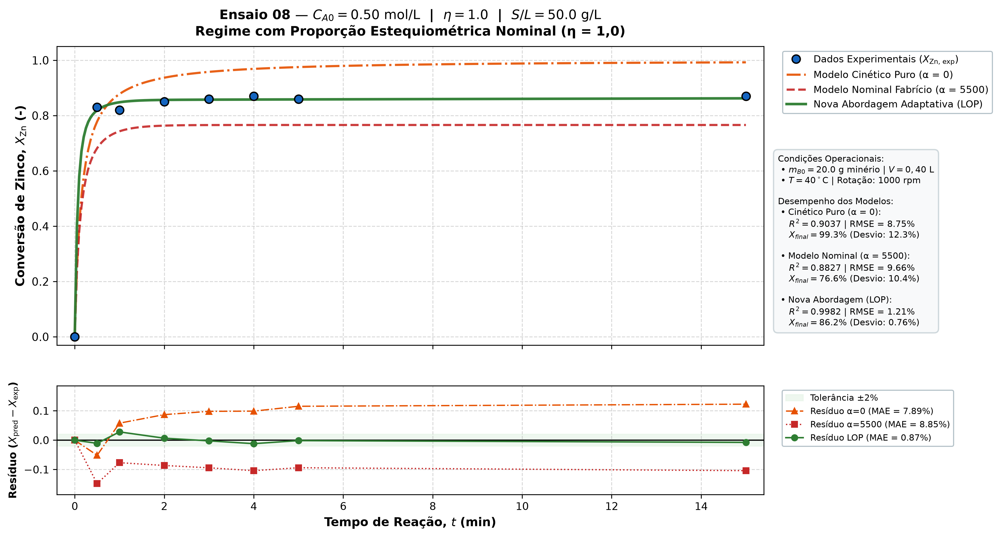 Ensaio 08 — C_A0 = 0.50 mol/L | η = 1.0 | S/L = 50.0 g/L
Regime com Proporção Estequiométrica Nominal (η = 1,0)
Conversão de Zinco, X_Zn (-)
1.0
0.8
0.6
0.4
0.2
0.0
Dados Experimentais (X_Zn, exp)
Modelo Cinético Puro (α = 0)
Modelo Nominal Fabrício (α = 5500)
Nova Abordagem Adaptativa (LOP)
Condições Operacionais:
• m_B0 = 20.0 g minério | V = 0, 40 L
• T = 40°C | Rotação: 1000 rpm
Desempenho dos Modelos:
• Cinético Puro (α = 0):
R² = 0.9037 | RMSE = 8.75%
X_final = 99.3% (Desvio: 12.3%)
• Modelo Nominal (α = 5500):
R² = 0.8827 | RMSE = 9.66%
X_final = 76.6% (Desvio: 10.4%)
• Nova Abordagem (LOP):
R² = 0.9982 | RMSE = 1.21%
X_final = 86.2% (Desvio: 0.76%)
Resíduo (X_pred − X_exp)
0.1
0.0
−0.1
Tolerância ±2%
Resíduo α=0 (MAE = 7.89%)
Resíduo α=5500 (MAE = 8.85%)
Resíduo LOP (MAE = 0.87%)
0 2 4 6 8 10 12 14
Tempo de Reação, t (min)